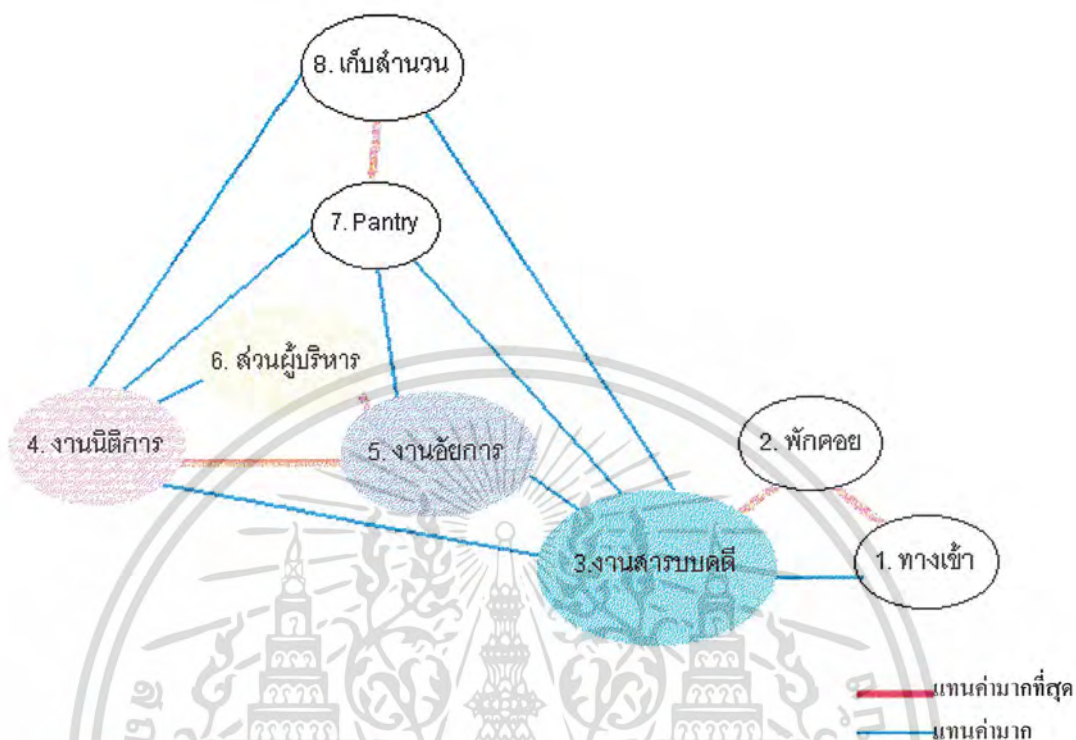 8. เก็บสำนวน
7. Pantry
6. ส่วนผู้บริหาร
2. พักคอย
4. งานนิติการ
5. งานอัยการ
3.งานสารบบคดี
1. ทางเข้า
แทนค่ามากที่สุด
แทนค่ามาก